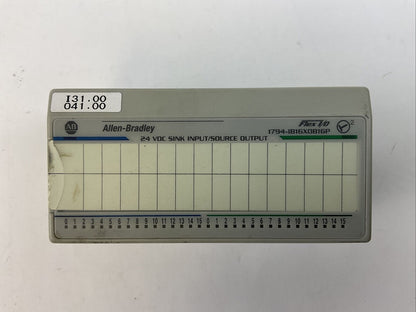 I31.00
O41.00
AB
Allen-Bradley
Flex I/O
24 VDC SINK INPUT/SOURCE OUTPUT
1794-IB16XOB16P
0 1 2 3 4 5 6 7 8 9 10 11 12 13 14 15 0 1 2 3 4 5 6 7 8 9 10 11 12 13 14 15